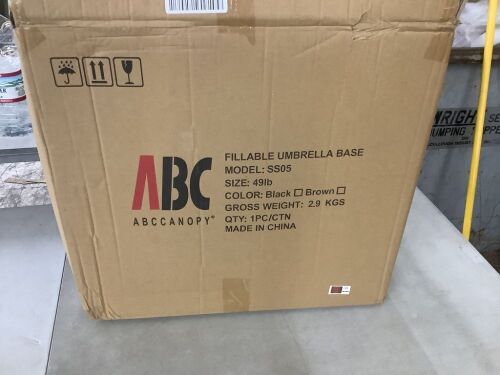 ABC
ABCCANOPY®
FILLABLE UMBRELLA BASE
MODEL: SS05
SIZE: 49lb
COLOR: Black ☐ Brown ☐
GROSS WEIGHT: 2.9 KGS
QTY: 1PC/CTN
MADE IN CHINA